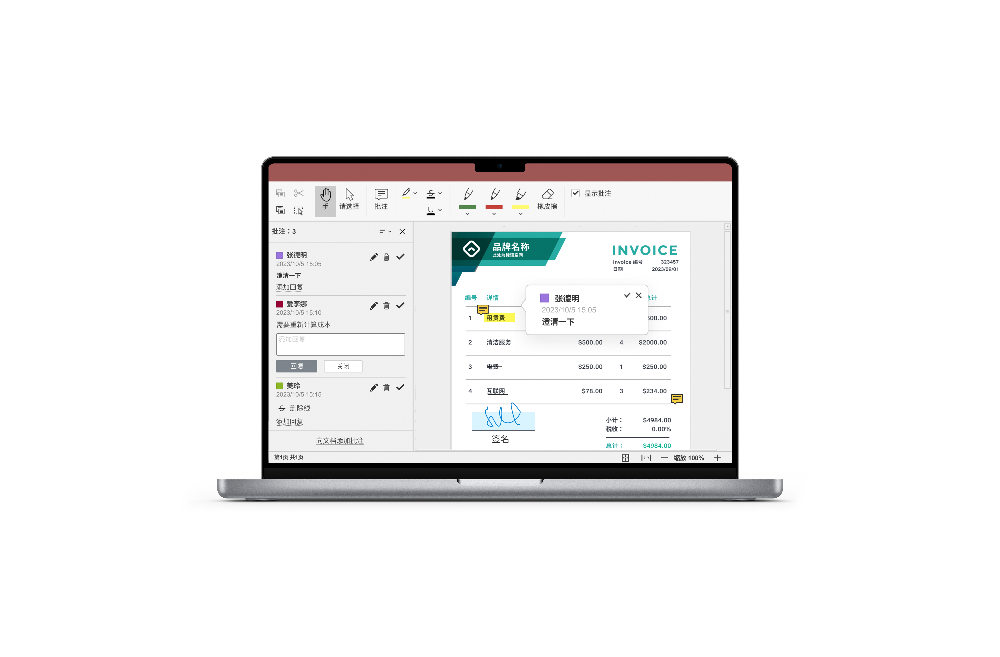 手
请选择
批注
S
U
橡皮擦
显示批注
批注：3
张德明
2023/10/5 15:05
澄清一下
添加回复
爱李娜
2023/10/5 15:10
需要重新计算成本
添加回复
回复
关闭
美玲
2023/10/5 15:15
S 删除线
添加回复
向文档添加批注
第1页 共1页
品牌名称
此处为标语空间
INVOICE
Invoice 编号 323457
日期 2023/09/01
编号 详情 总计
张德明
2023/10/5 15:05
澄清一下
1 租赁费 500.00
2 清洁服务 $500.00 4 $2000.00
3 电费 $250.00 1 $250.00
4 互联网 $78.00 3 $234.00
签名
小计： $4984.00
税收： 0.00%
总计： $4984.00
缩放 100%